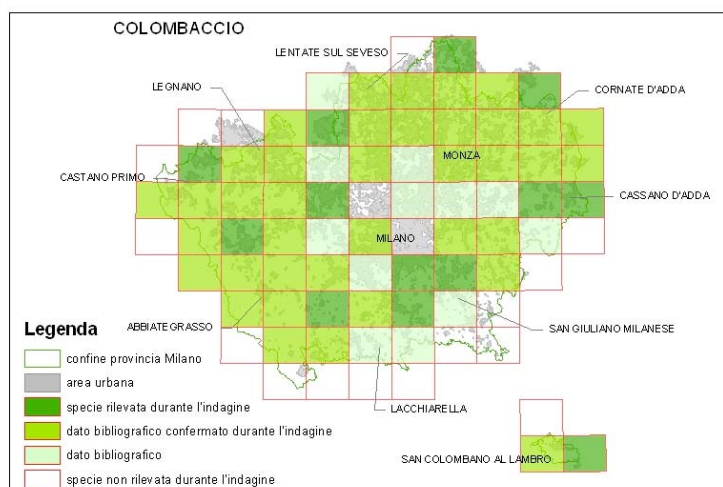 COLOMBACCIO
LENTATE SUL SEVESO
LEGNANO
CORNATE D'ADDA
MONZA
CASTANO PRIMO
CASSANO D'ADDA
MILANO
ABBIATEGRASSO
SAN GIULIANO MILANESE
LACCHIARELLA
SAN COLOMBANO AL LAMBRO
Legenda
confine provincia Milano
area urbana
specie rilevata durante l'indagine
dato bibliografico confermato durante l'indagine
dato bibliografico
specie non rilevata durante l'indagine